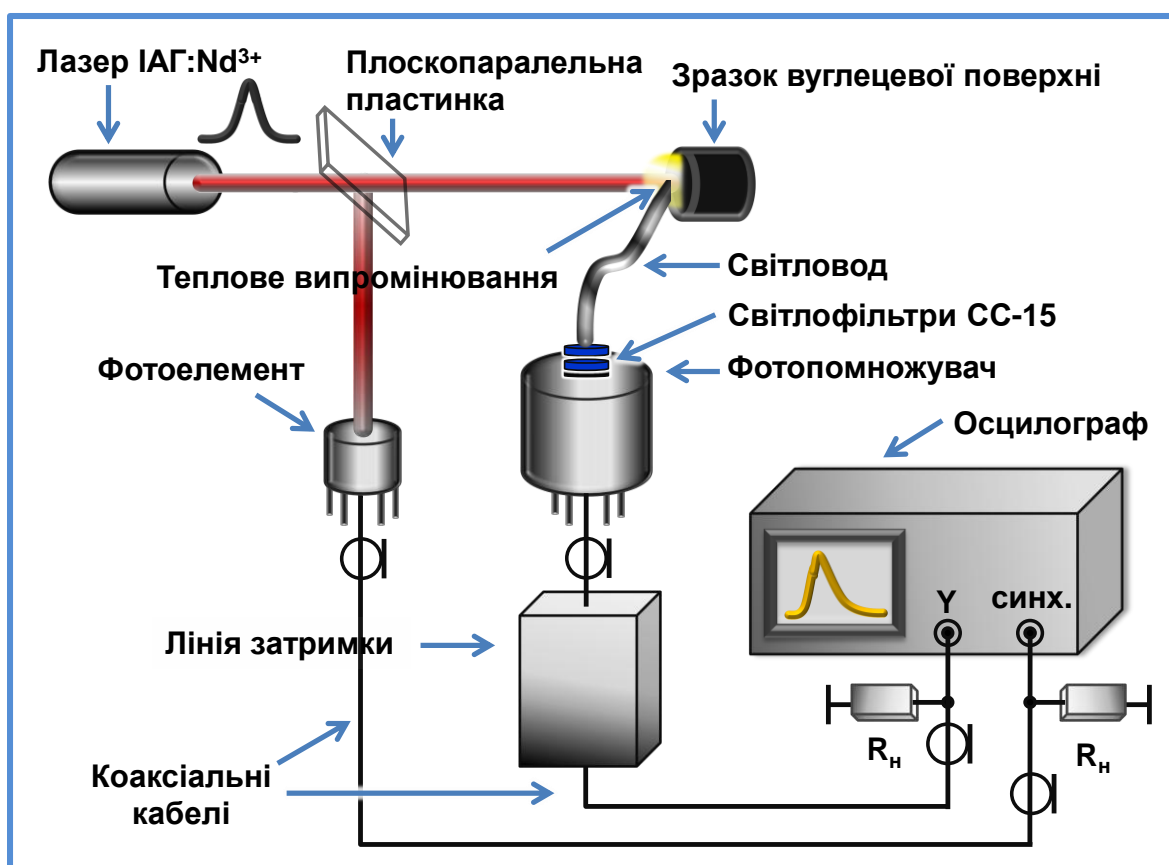 Лазер ІАГ:Nd³⁺
Плоскопаралельна
пластинка
Зразок вуглецевої поверхні
Теплове випромінювання
Світловод
Світлофільтри СС-15
Фотоелемент
Фотопомножувач
Осцилограф
Y
синх.
Лінія затримки
Rн
Rн
Коаксіальні
кабелі